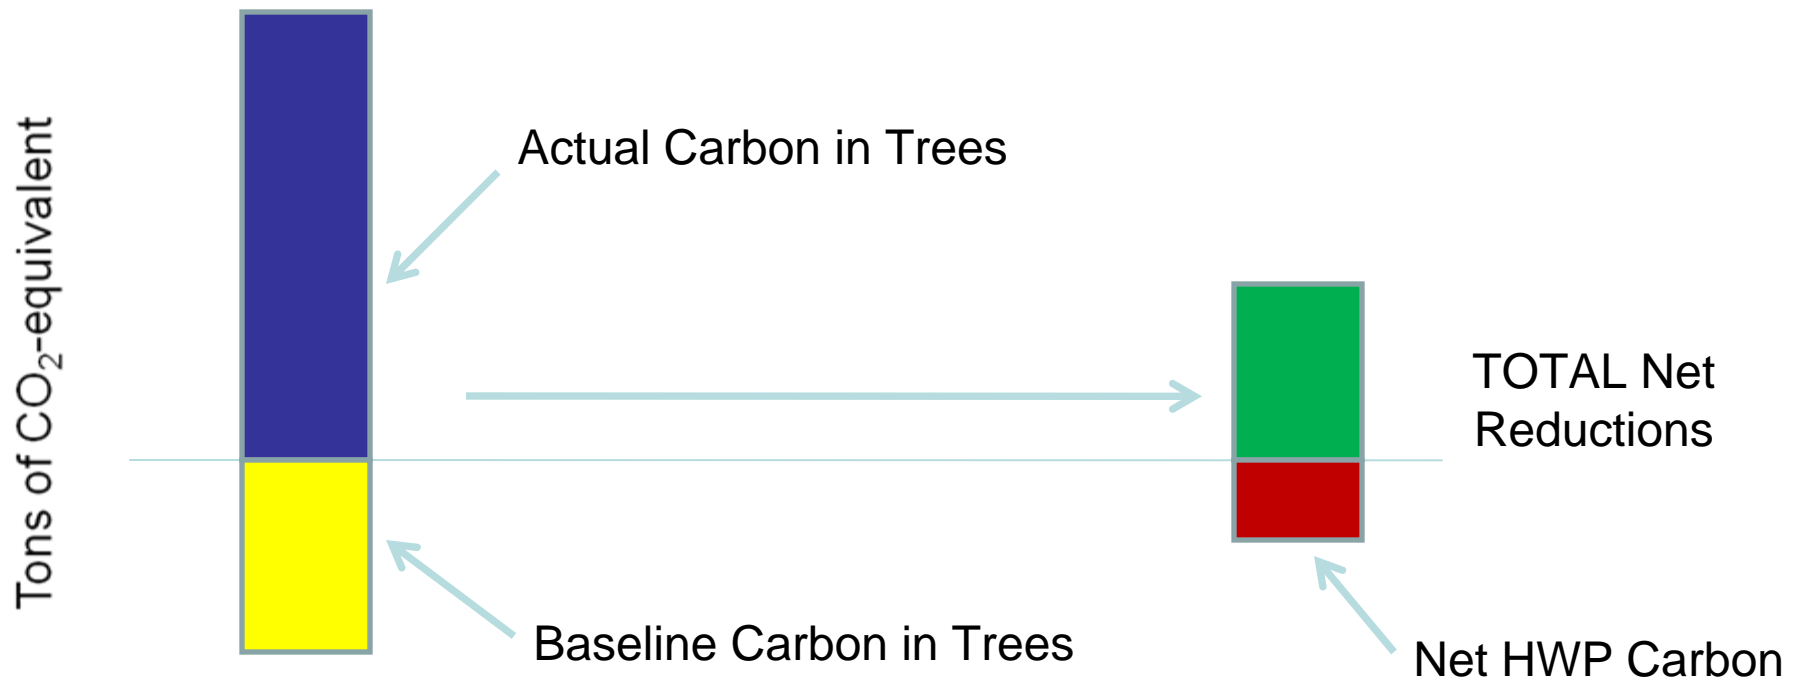 Tons of CO₂-equivalent
Actual Carbon in Trees
TOTAL Net
Reductions
Baseline Carbon in Trees
Net HWP Carbon